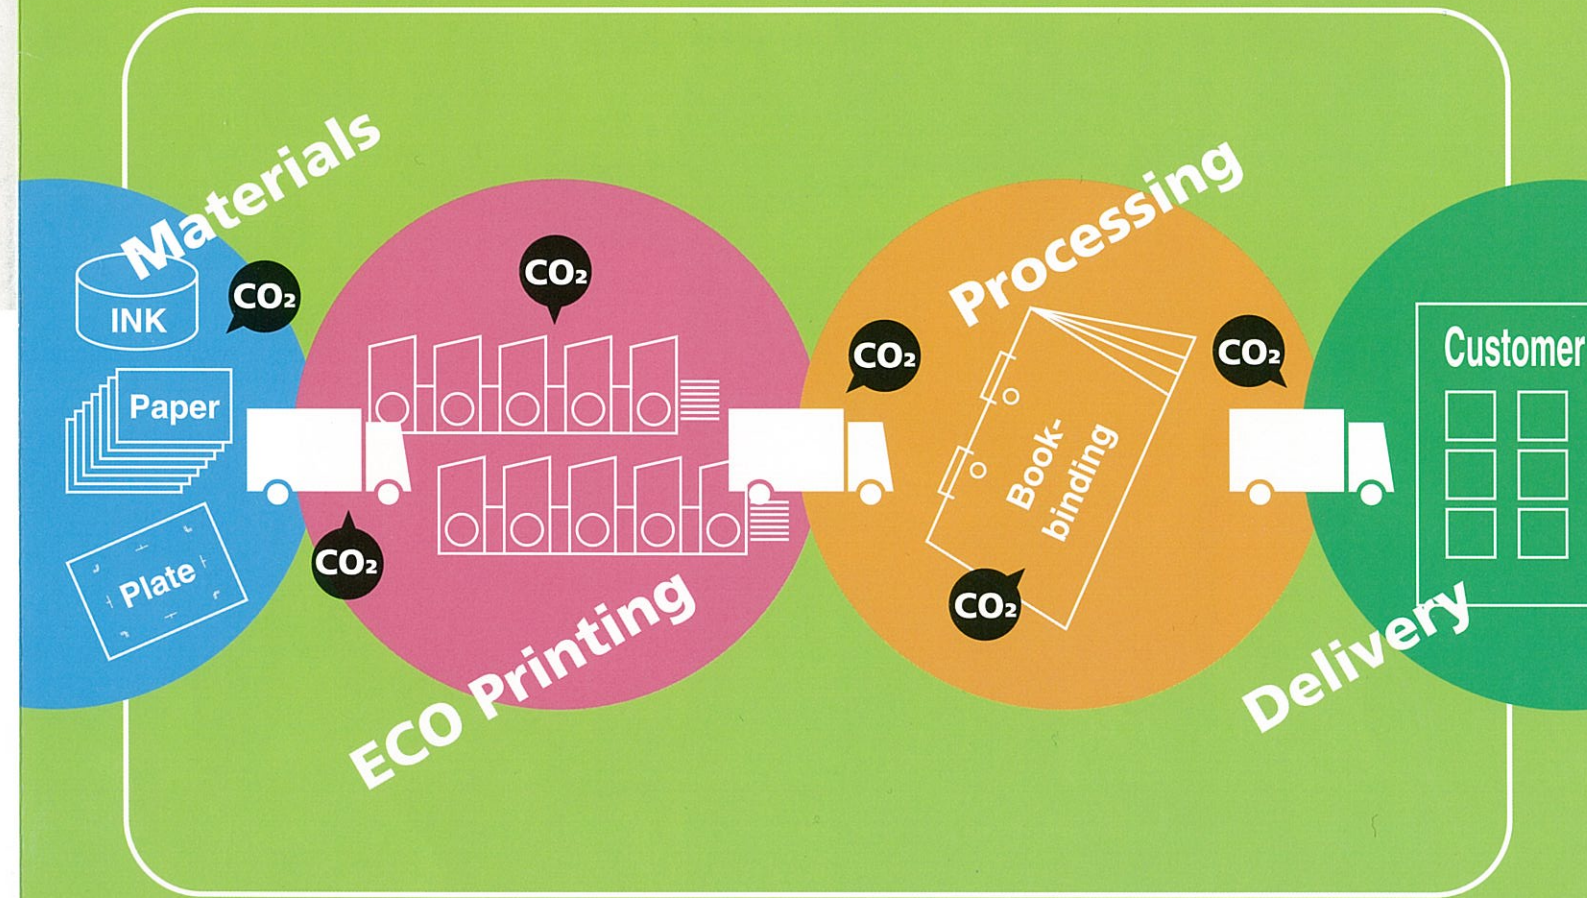 Materials
INK
CO₂
Paper
Plate
CO₂
CO₂
ECO Printing
Processing
CO₂
Book-
binding
CO₂
CO₂
Customer
Delivery